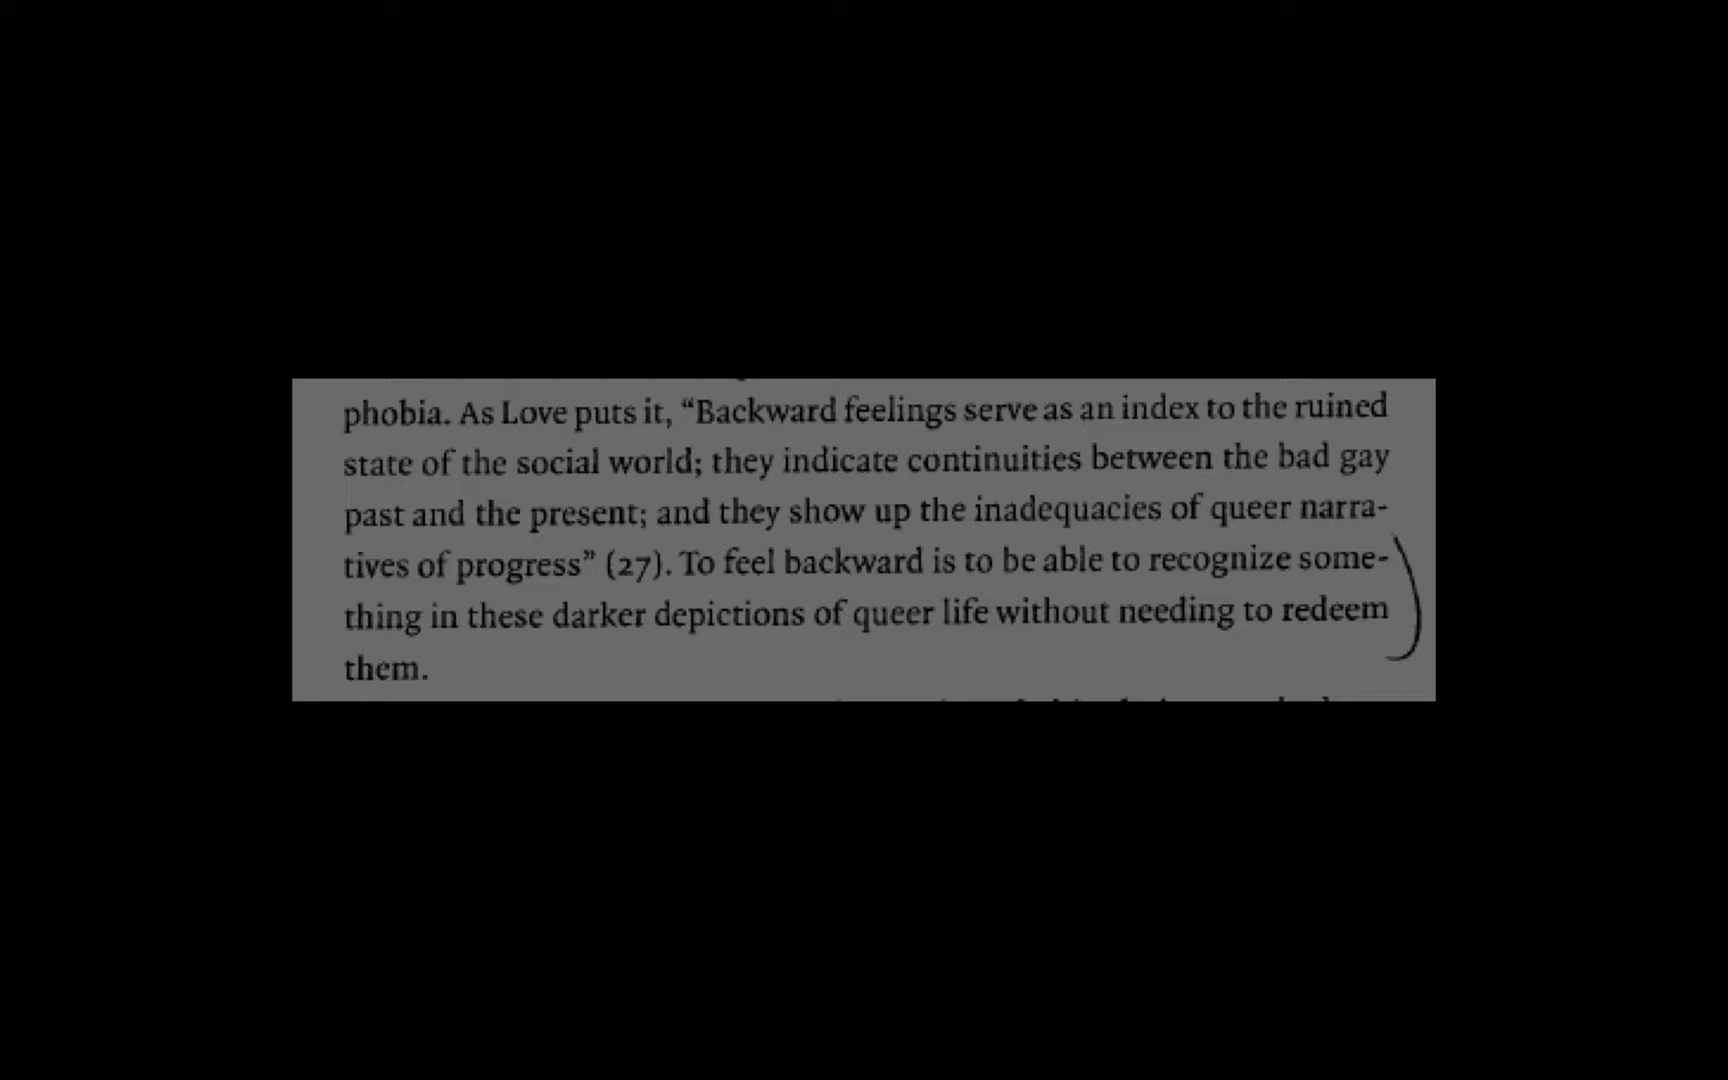 phobia. As Love puts it, “Backward feelings serve as an index to the ruined
state of the social world; they indicate continuities between the bad gay
past and the present; and they show up the inadequacies of queer narra-
tives of progress” (27). To feel backward is to be able to recognize some-
thing in these darker depictions of queer life without needing to redeem
them.